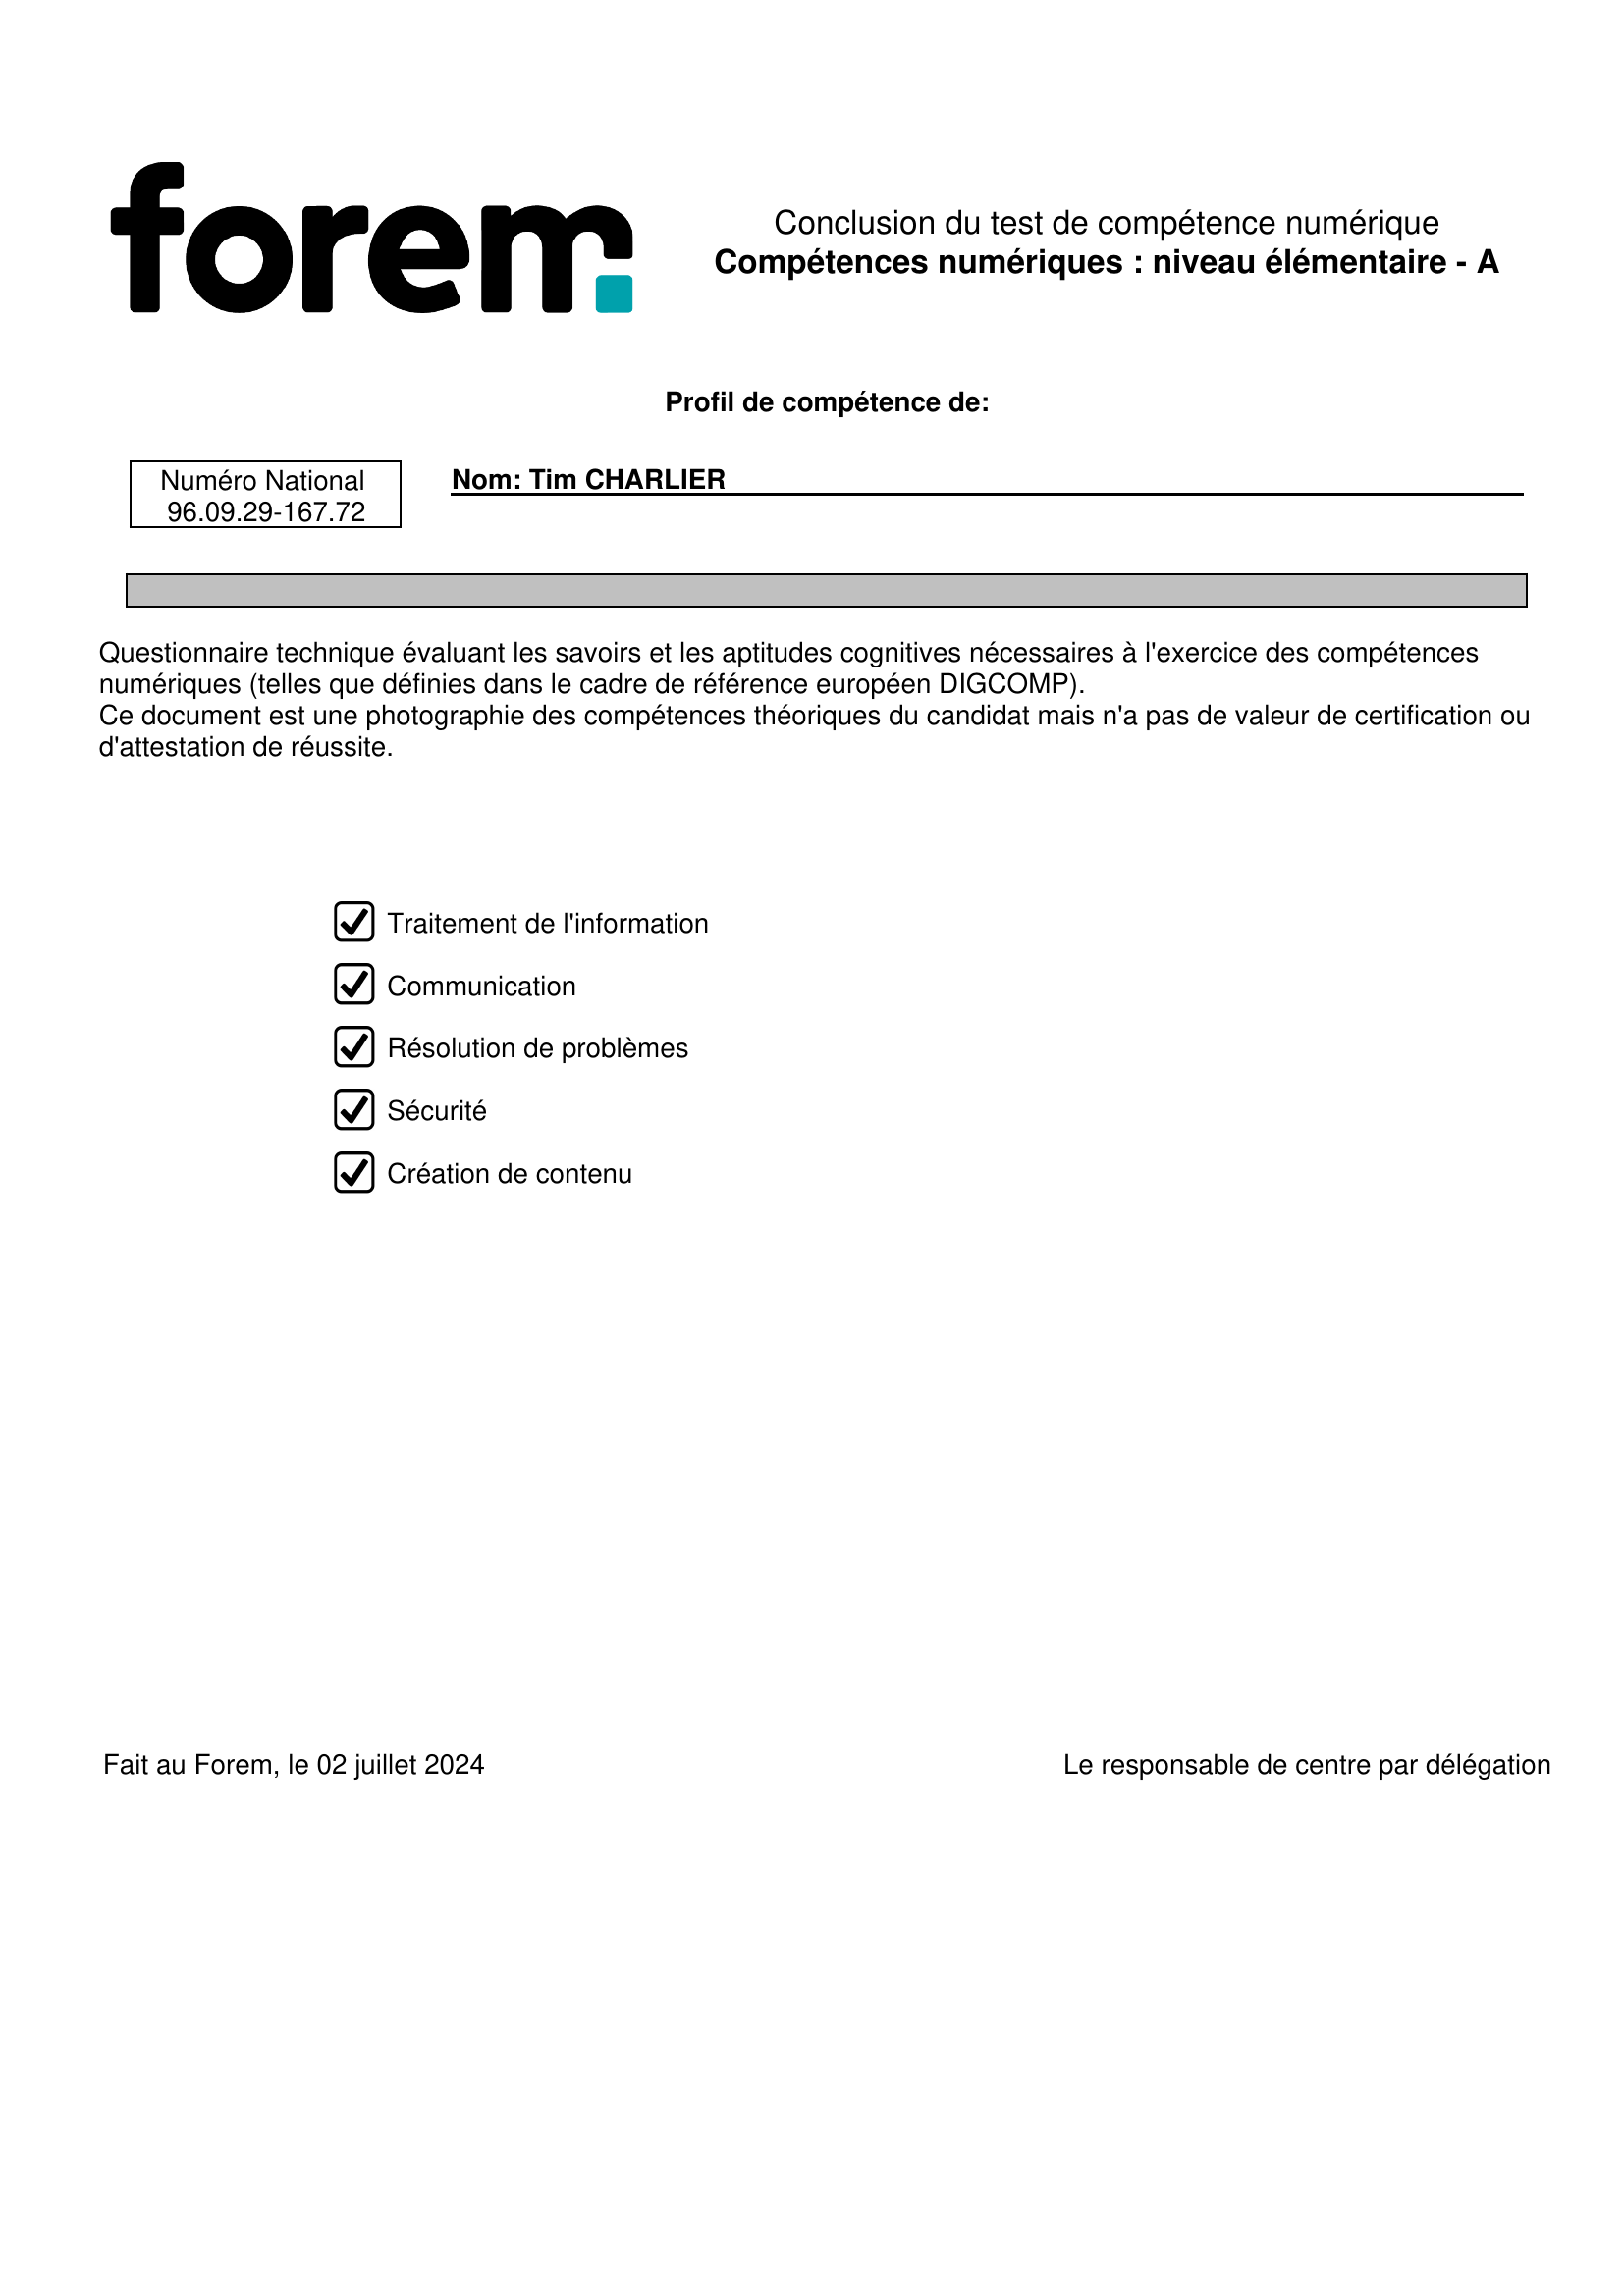 forem
Conclusion du test de compétence numérique
Compétences numériques : niveau élémentaire - A
Profil de compétence de:
Numéro National
96.09.29-167.72
Nom: Tim CHARLIER
Questionnaire technique évaluant les savoirs et les aptitudes cognitives nécessaires à l'exercice des compétences
numériques (telles que définies dans le cadre de référence européen DIGCOMP).
Ce document est une photographie des compétences théoriques du candidat mais n'a pas de valeur de certification ou
d'attestation de réussite.
Traitement de l'information
Communication
Résolution de problèmes
Sécurité
Création de contenu
Fait au Forem, le 02 juillet 2024
Le responsable de centre par délégation